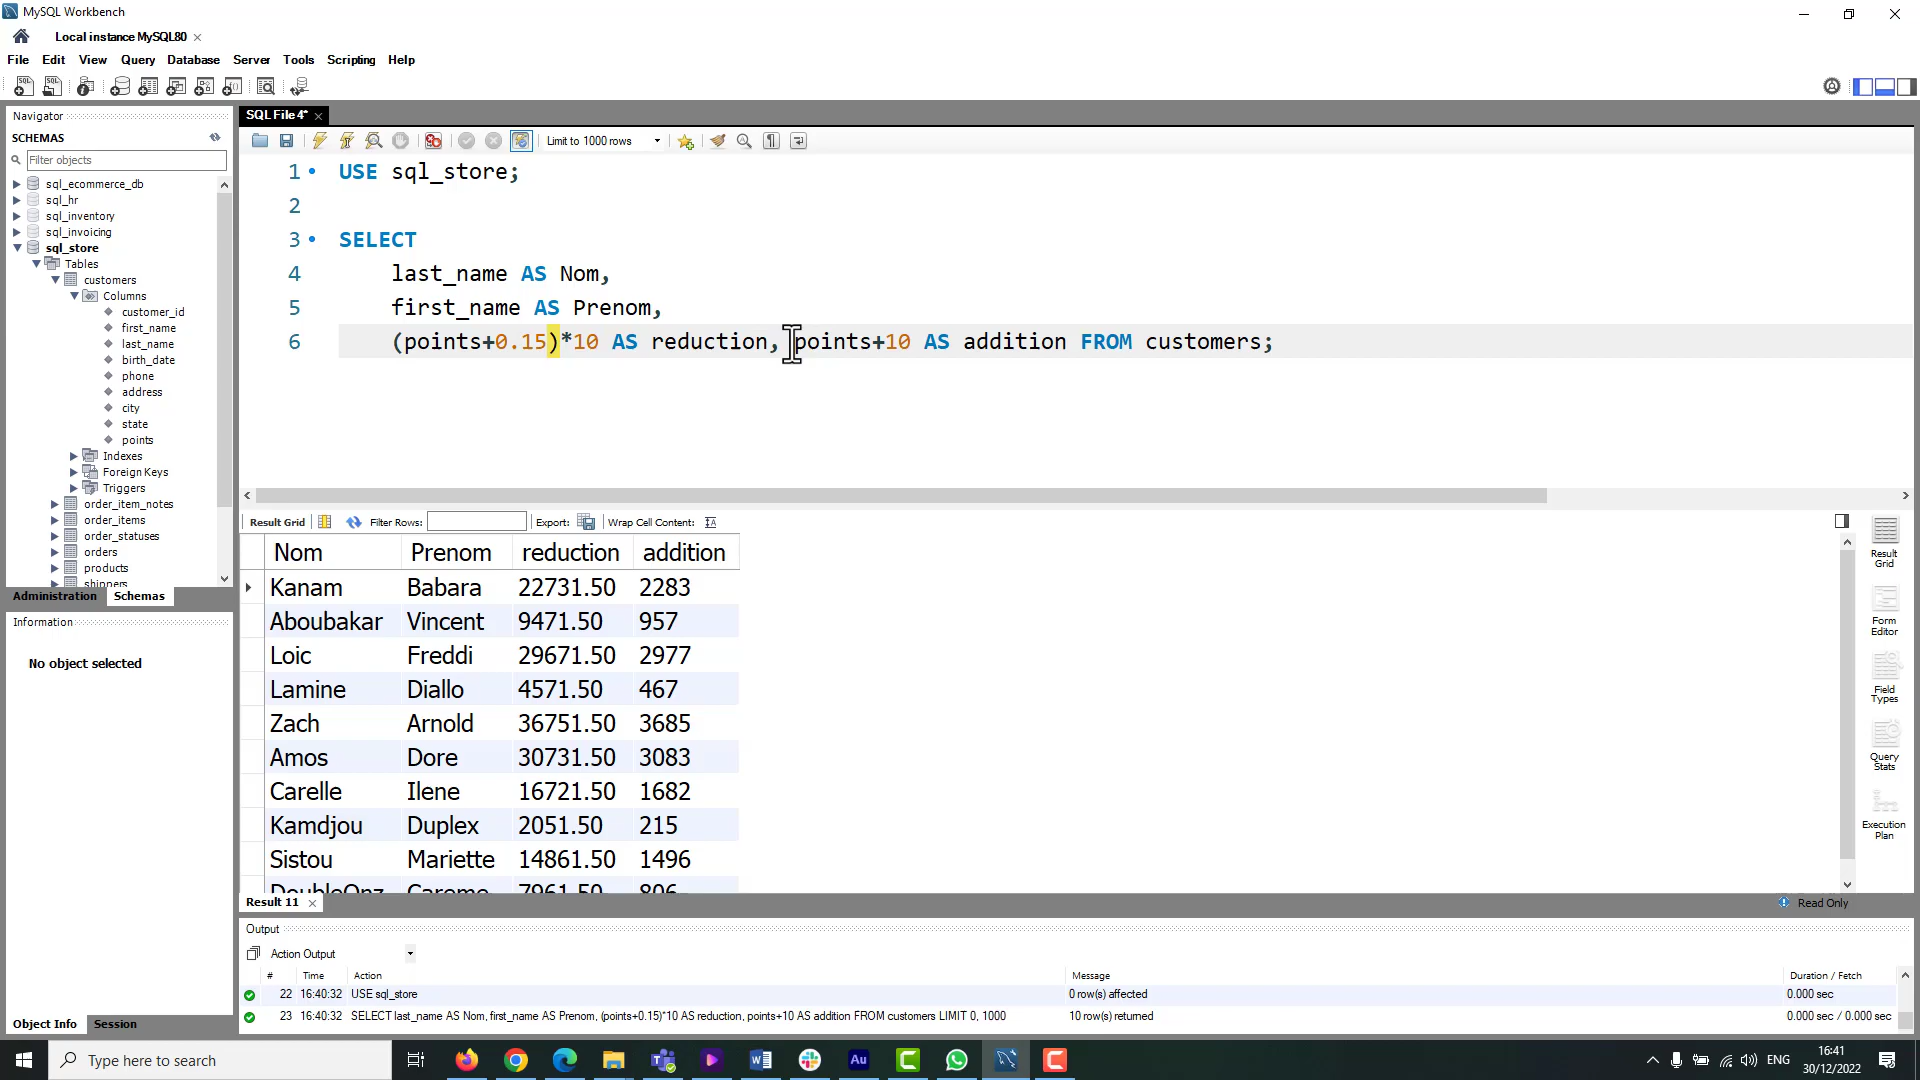 MySQL Workbench
Local instance MySQL80
File Edit View Query Database Server Tools Scripting Help
Navigator
SCHEMAS
Filter objects
sql_ecommerce_db
sql_hr
sql_inventory
sql_invoicing
sql_store
Tables
customers
Columns
customer_id
first_name
last_name
birth_date
phone
address
city
state
points
Indexes
Foreign Keys
Triggers
order_item_notes
order_items
order_statuses
orders
products
shippers
Administration Schemas
Information
No object selected
Object Info Session
SQL File 4*
Limit to 1000 rows
1 USE sql_store;
2
3 SELECT
4 last_name AS Nom,
5 first_name AS Prenom,
6 (points+0.15)*10 AS reduction, points+10 AS addition FROM customers;
Result Grid Filter Rows: Export: Wrap Cell Content:
Nom Prenom reduction addition
Kanam Babara 22731.50 2283
Aboubakar Vincent 9471.50 957
Loic Freddi 29671.50 2977
Lamine Diallo 4571.50 467
Zach Arnold 36751.50 3685
Amos Dore 30731.50 3083
Carelle Ilene 16721.50 1682
Kamdjou Duplex 2051.50 215
Sistou Mariette 14861.50 1496
7961.50 806
Result Grid
Form Editor
Field Types
Query Stats
Execution Plan
Result 11
Read Only
Output
Action Output
# Time Action Message Duration / Fetch
22 16:40:32 USE sql_store 0 row(s) affected 0.000 sec
23 16:40:32 SELECT last_name AS Nom, first_name AS Prenom, (points+0.15)*10 AS reduction, points+10 AS addition FROM customers LIMIT 0, 1000 10 row(s) returned 0.000 sec / 0.000 sec
Type here to search
ENG
16:41
30/12/2022